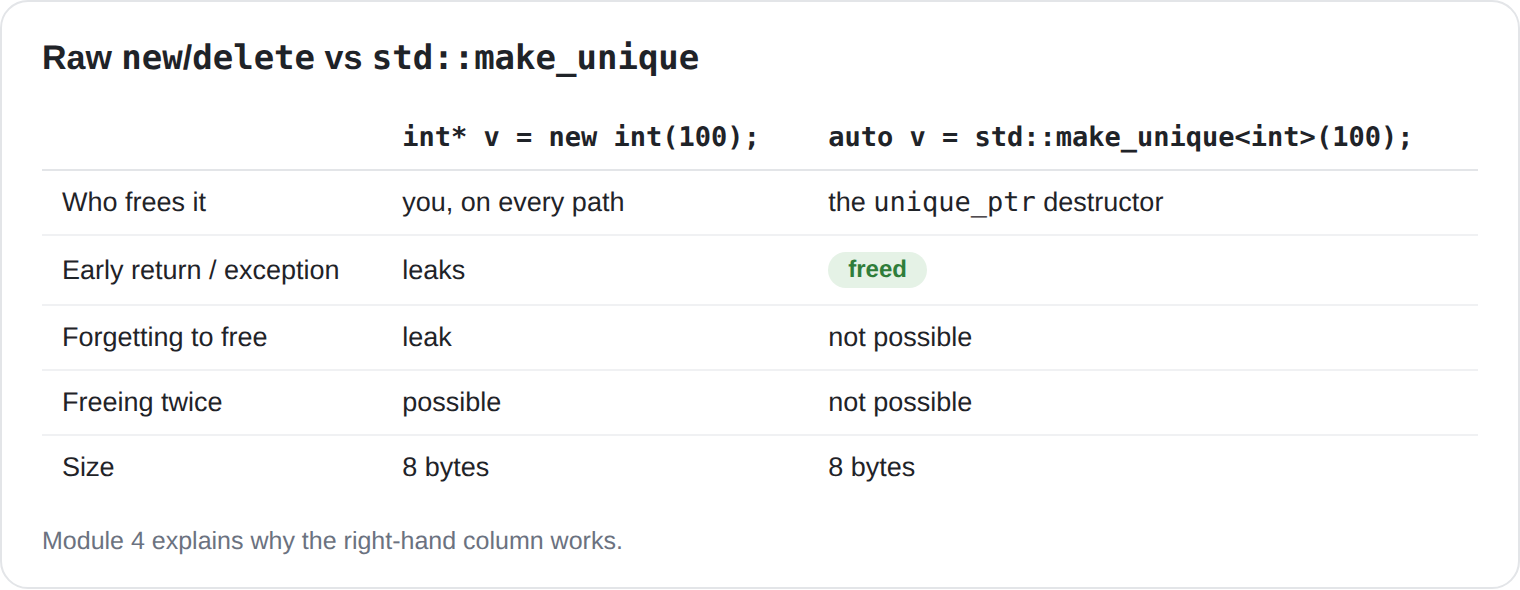 Raw new/delete vs std::make_unique
int* v = new int(100); auto v = std::make_unique<int>(100);
Who frees it you, on every path the unique_ptr destructor
Early return / exception leaks freed
Forgetting to free leak not possible
Freeing twice possible not possible
Size 8 bytes 8 bytes
Module 4 explains why the right-hand column works.